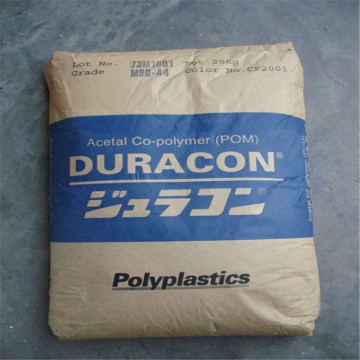 Lot No. 73M1001 Net 25kg
Grade M90-44 Color No. CF2001
Acetal Co-polymer (POM)
DURACON®
ジュラコン®
Polyplastics